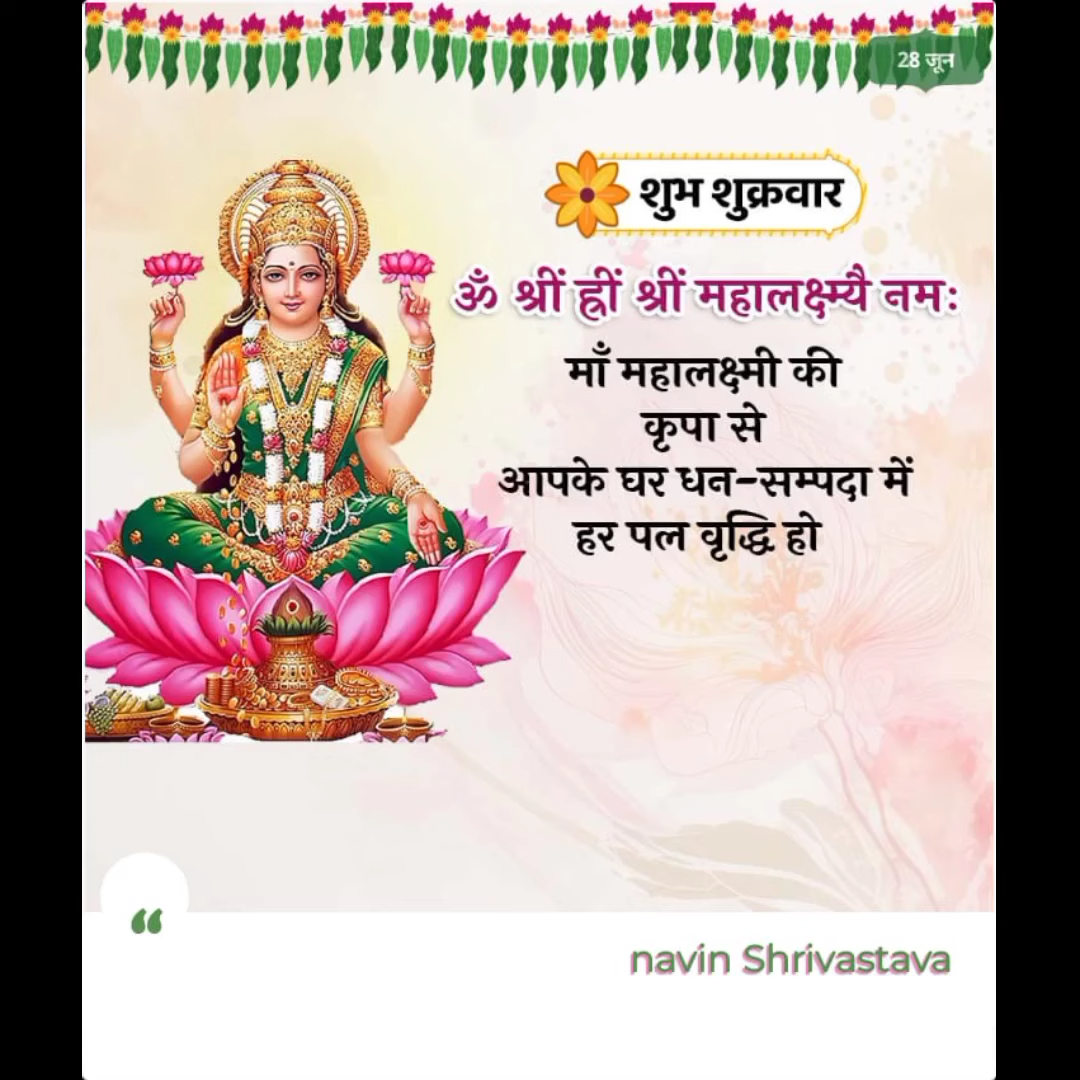 28 जून
शुभ शुक्रवार
ॐ श्रीं ह्रीं श्रीं महालक्ष्म्यै नमः
माँ महालक्ष्मी की
कृपा से
आपके घर धन-सम्पदा में
हर पल वृद्धि हो
“
navin Shrivastava